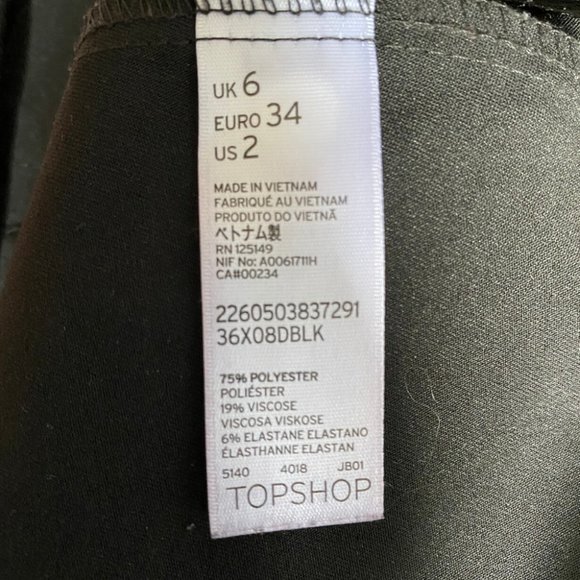 UK 6
EURO 34
US 2
MADE IN VIETNAM
FABRIQUÉ AU VIETNAM
PRODUTO DO VIETNÃ
ベトナム製
RN 125149
NIF No: A0061711H
CA#00234
2260503837291
36X08DBLK
75% POLYESTER
POLIÉSTER
19% VISCOSE
VISCOSA VISKOSE
6% ELASTANE ELASTANO
ÉLASTHANNE ELASTAN
5140 4018 JB01
TOPSHOP